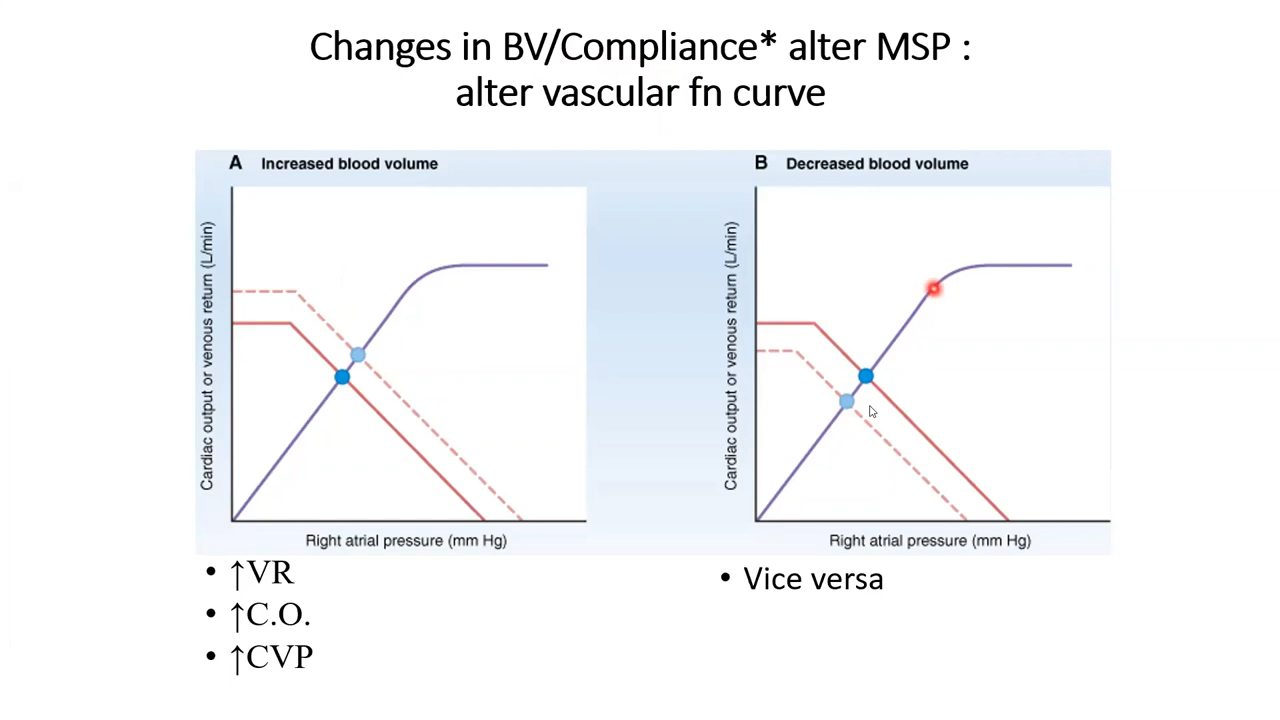 Changes in BV/Compliance* alter MSP :
alter vascular fn curve
A Increased blood volume
Cardiac output or venous return (L/min)
Right atrial pressure (mm Hg)
B Decreased blood volume
Cardiac output or venous return (L/min)
Right atrial pressure (mm Hg)
• ↑VR
• ↑C.O.
• ↑CVP
• Vice versa